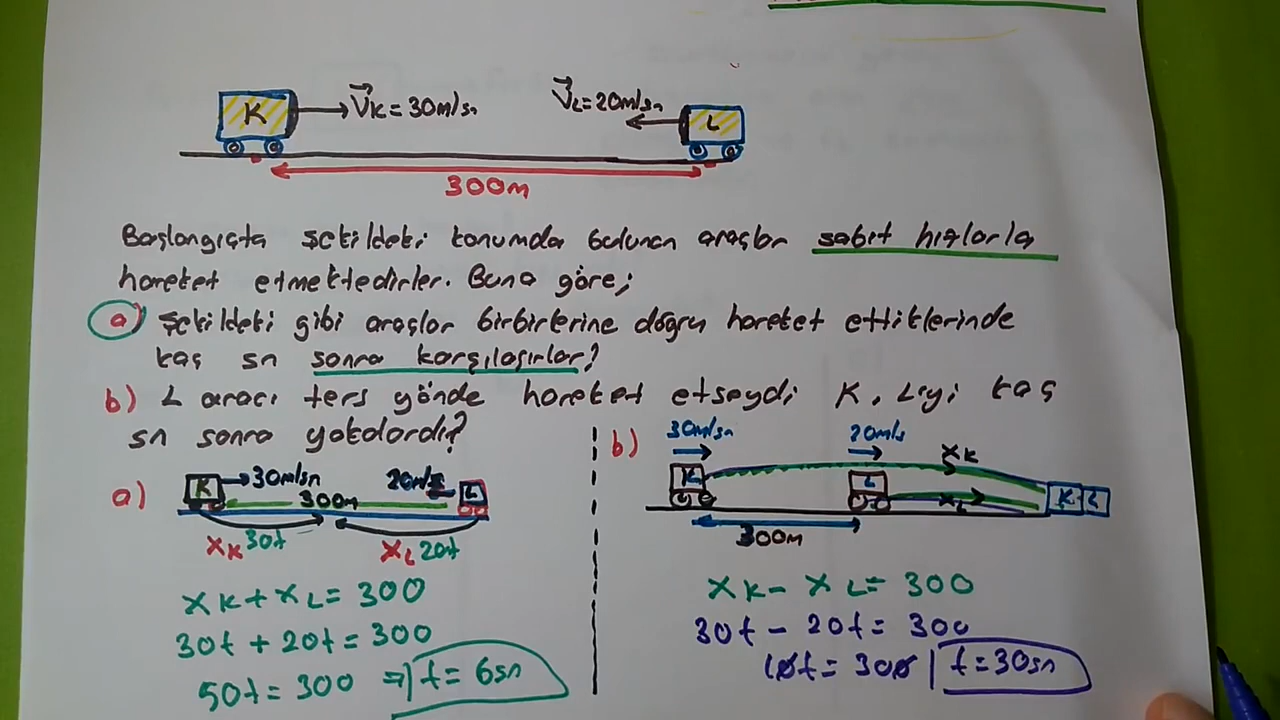 K V⃗K = 30m/sn V⃗L = 20m/sn L
300m
Başlangıçta şekildeki konumda bulunan araçlar sabit hızlarla
hareket etmektedirler. Buna göre;
a) Şekildeki gibi araçlar birbirlerine doğru hareket ettiklerinde
kaç sn sonra karşılaşırlar?
b) L aracı ters yönde hareket etseydi K, L'yi kaç
sn sonra yakalardı?
a) K 30m/sn 300m 20m/s L
XK 30t XL 20t
XK + XL = 300
30t + 20t = 300
50t = 300 ⇒ t = 6sn
b) 30m/sn 20m/s XK
K L XL K L
300m
XK - XL = 300
30t - 20t = 300
10t = 300 t = 30sn